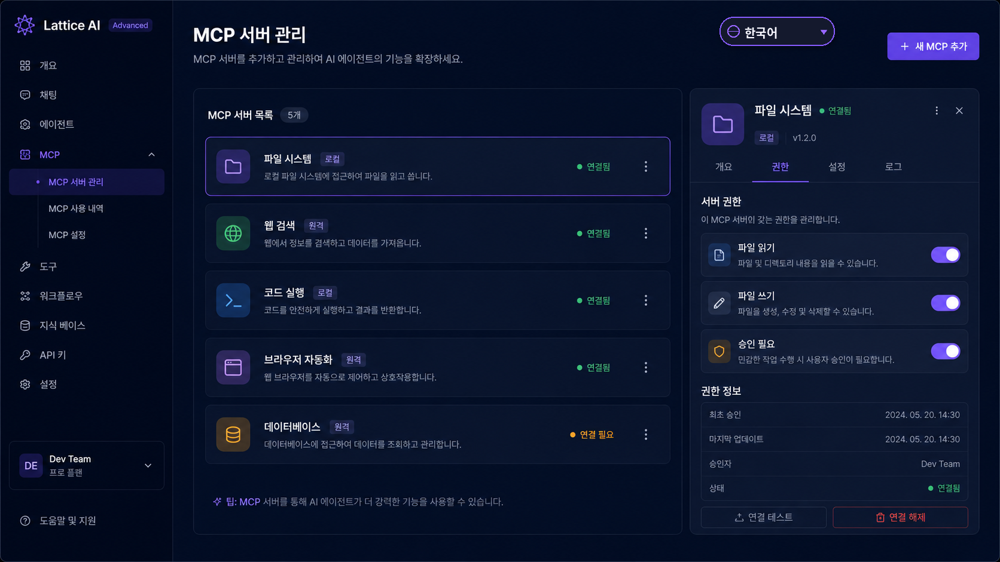 Lattice AI Advanced
개요
채팅
에이전트
MCP
MCP 서버 관리
MCP 사용 내역
MCP 설정
도구
워크플로우
지식 베이스
API 키
설정
DE
Dev Team
프로 플랜
도움말 및 지원
MCP 서버 관리
MCP 서버를 추가하고 관리하여 AI 에이전트의 기능을 확장하세요.
한국어
+ 새 MCP 추가
MCP 서버 목록 5개
파일 시스템 로컬
로컬 파일 시스템에 접근하여 파일을 읽고 씁니다.
연결됨
웹 검색 원격
웹에서 정보를 검색하고 데이터를 가져옵니다.
연결됨
코드 실행 로컬
코드를 안전하게 실행하고 결과를 반환합니다.
연결됨
브라우저 자동화 원격
웹 브라우저를 자동으로 제어하고 상호작용합니다.
연결됨
데이터베이스 원격
데이터베이스에 접근하여 데이터를 조회하고 관리합니다.
연결 필요
팁: MCP 서버를 통해 AI 에이전트가 더 강력한 기능을 사용할 수 있습니다.
파일 시스템 연결됨
로컬 v1.2.0
개요 권한 설정 로그
서버 권한
이 MCP 서버의 갖는 권한을 관리합니다.
파일 읽기
파일 및 디렉토리 내용을 읽을 수 있습니다.
파일 쓰기
파일을 생성, 수정 및 삭제할 수 있습니다.
승인 필요
민감한 작업 수행 시 사용자 승인이 필요합니다.
권한 정보
최초 승인 2024. 05. 20. 14:30
마지막 업데이트 2024. 05. 20. 14:30
승인자 Dev Team
상태 연결됨
연결 테스트 연결 해제